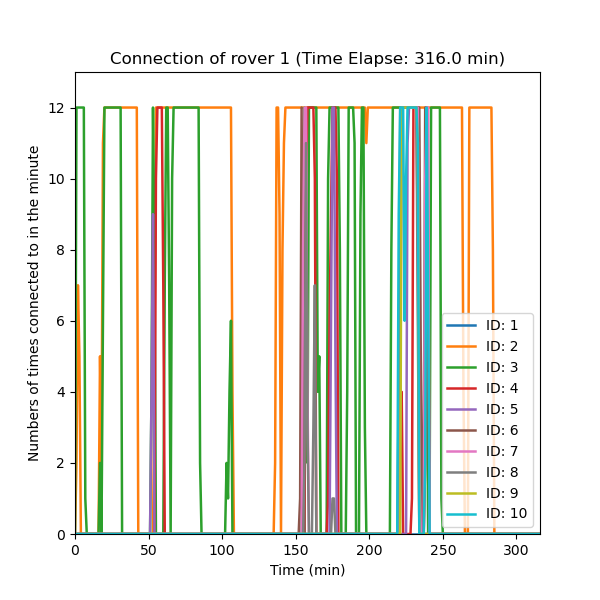 Connection of rover 1 (Time Elapse: 316.0 min)
Numbers of times connected to in the minute
12
10
8
6
4
2
0
0 50 100 150 200 250 300
Time (min)
ID: 1
ID: 2
ID: 3
ID: 4
ID: 5
ID: 6
ID: 7
ID: 8
ID: 9
ID: 10